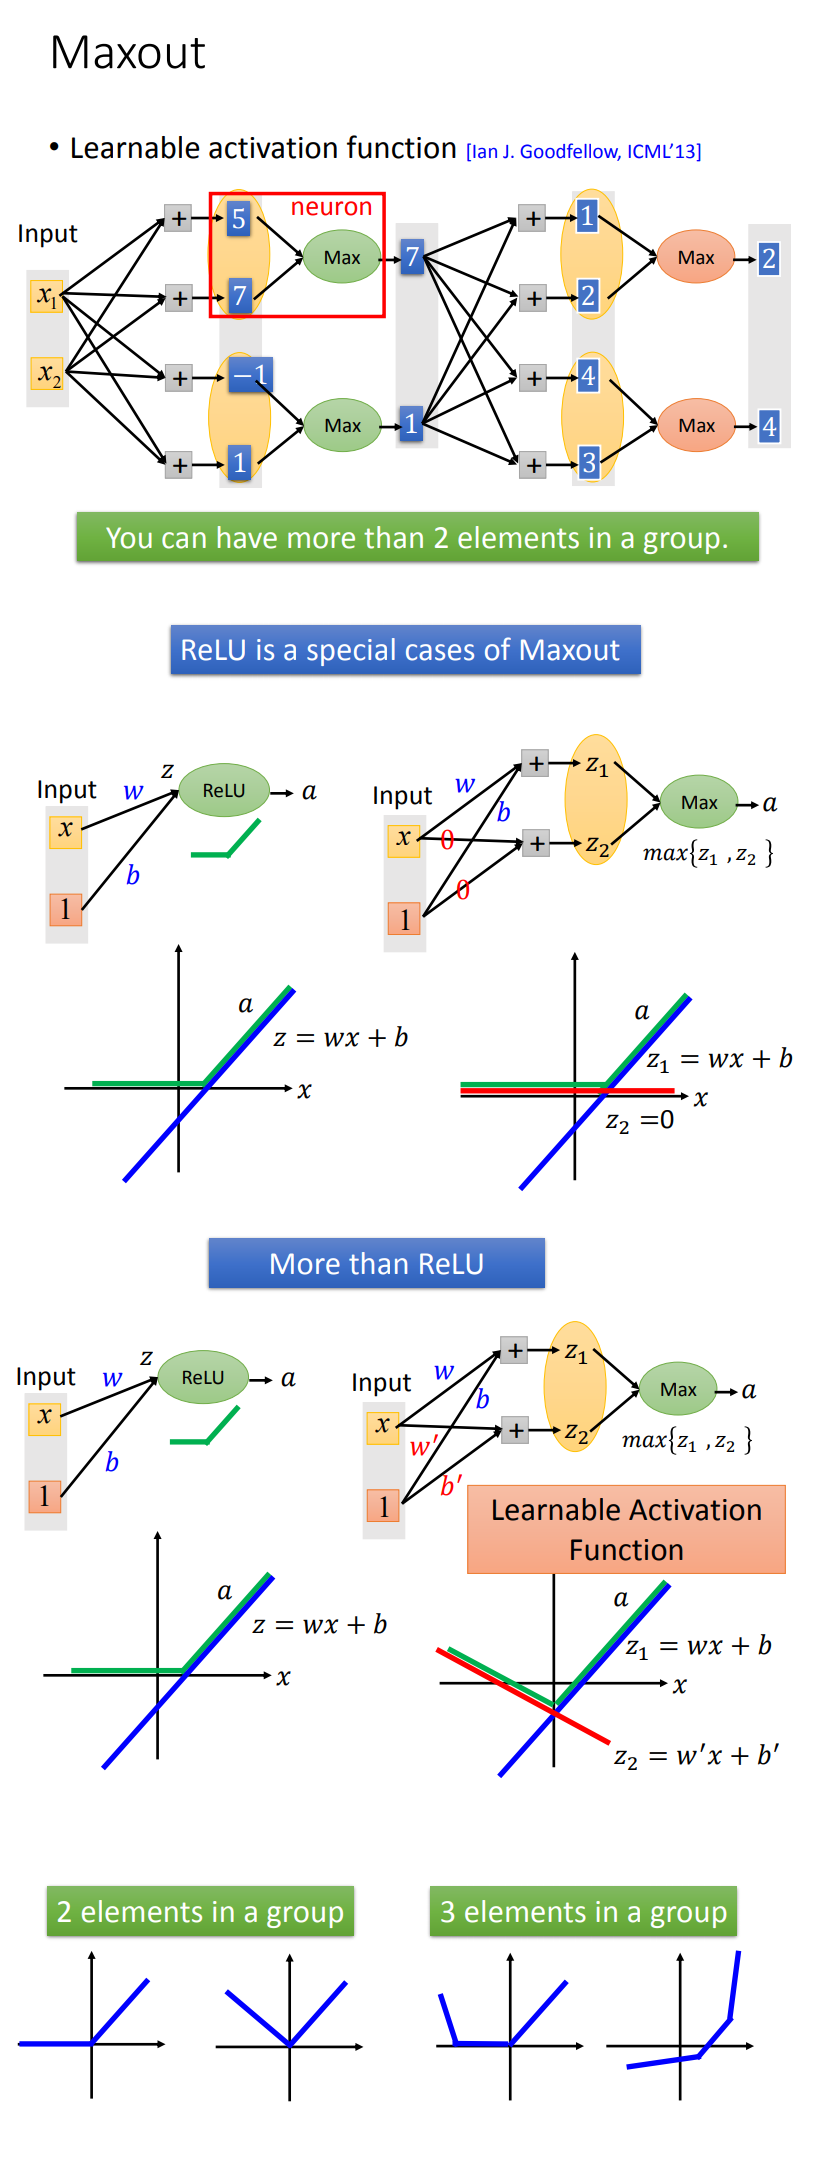 Maxout
• Learnable activation function [Ian J. Goodfellow, ICML’13]
Input
x₁
x₂
+
+
+
+
5
7
−1
1
neuron
Max
Max
7
1
+
+
+
+
1
2
4
3
Max
Max
2
4
You can have more than 2 elements in a group.
ReLU is a special cases of Maxout
Input
x
1
w
b
z
ReLU
a
a
z = wx + b
x
Input
x
1
w
b
0
0
+
+
z₁
z₂
Max
a
max{z₁ , z₂ }
a
z₁ = wx + b
x
z₂ =0
More than ReLU
Input
x
1
w
b
z
ReLU
a
a
z = wx + b
x
Input
x
1
w
b
w′
b′
+
+
z₁
z₂
Max
a
max{z₁ , z₂ }
Learnable Activation
Function
a
z₁ = wx + b
x
z₂ = w′x + b′
2 elements in a group
3 elements in a group